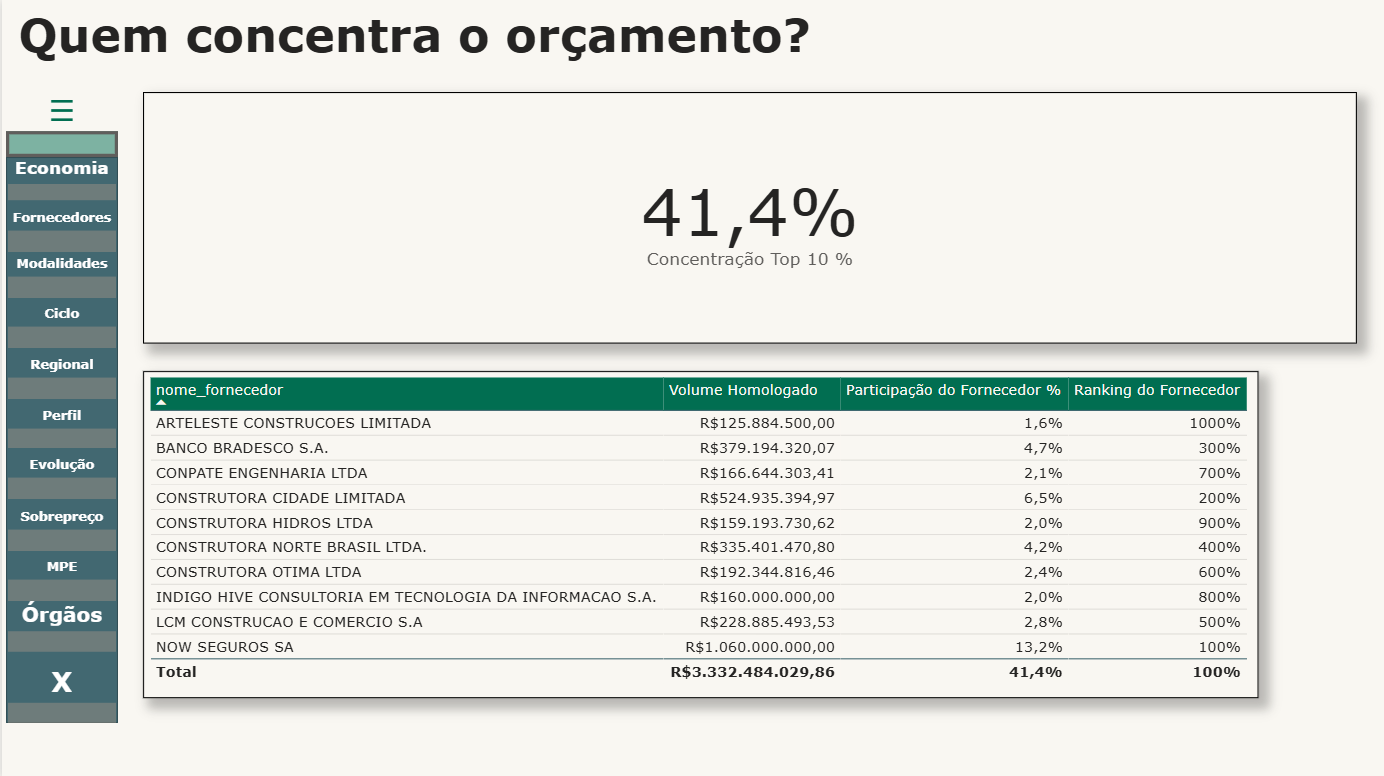 Quem concentra o orçamento?
☰
Economia
Fornecedores
Modalidades
Ciclo
Regional
Perfil
Evolução
Sobrepreço
MPE
Órgãos
X
41,4%
Concentração Top 10 %
nome_fornecedor Volume Homologado Participação do Fornecedor % Ranking do Fornecedor
ARTELESTE CONSTRUCOES LIMITADA R$125.884.500,00 1,6% 1000%
BANCO BRADESCO S.A. R$379.194.320,07 4,7% 300%
CONPATE ENGENHARIA LTDA R$166.644.303,41 2,1% 700%
CONSTRUTORA CIDADE LIMITADA R$524.935.394,97 6,5% 200%
CONSTRUTORA HIDROS LTDA R$159.193.730,62 2,0% 900%
CONSTRUTORA NORTE BRASIL LTDA. R$335.401.470,80 4,2% 400%
CONSTRUTORA OTIMA LTDA R$192.344.816,46 2,4% 600%
INDIGO HIVE CONSULTORIA EM TECNOLOGIA DA INFORMACAO S.A. R$160.000.000,00 2,0% 800%
LCM CONSTRUCAO E COMERCIO S.A R$228.885.493,53 2,8% 500%
NOW SEGUROS SA R$1.060.000.000,00 13,2% 100%
Total R$3.332.484.029,86 41,4% 100%